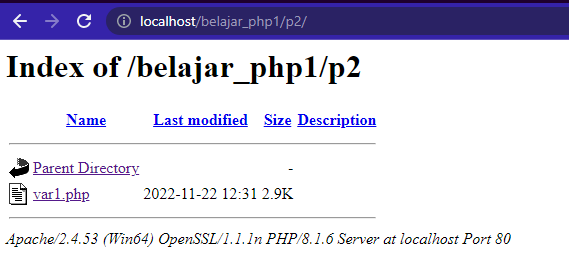 localhost/belajar_php1/p2/
Index of /belajar_php1/p2
Name Last modified Size Description
Parent Directory -
var1.php 2022-11-22 12:31 2.9K
Apache/2.4.53 (Win64) OpenSSL/1.1.1n PHP/8.1.6 Server at localhost Port 80